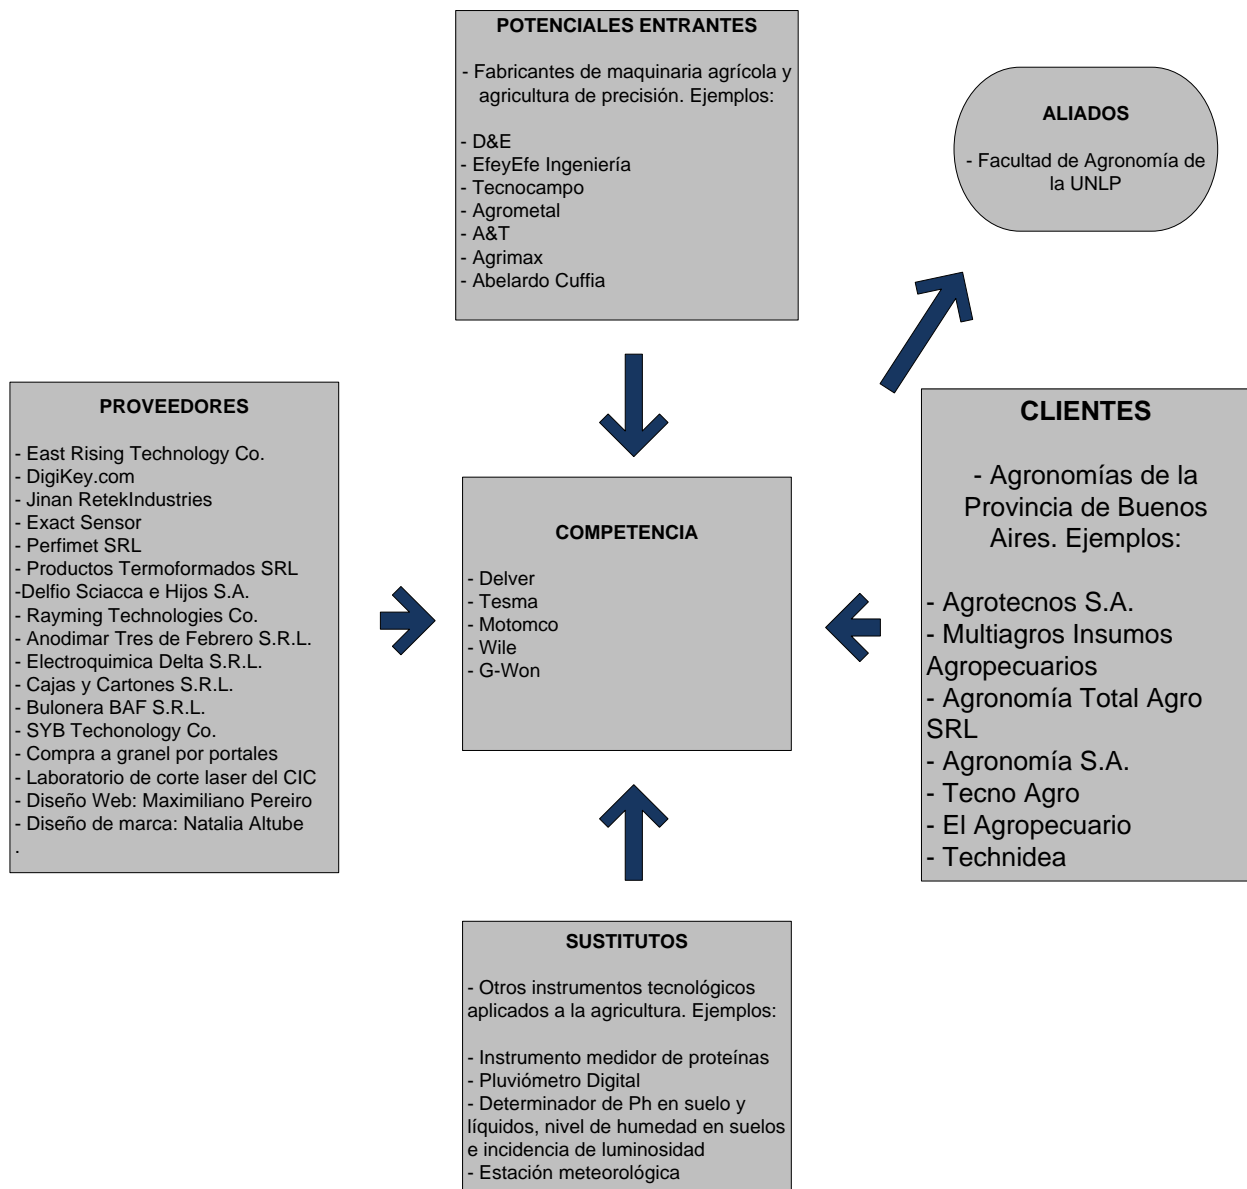 POTENCIALES ENTRANTES
- Fabricantes de maquinaria agrícola y
agricultura de precisión. Ejemplos:
- D&E
- EfeyEfe Ingeniería
- Tecnocampo
- Agrometal
- A&T
- Agrimax
- Abelardo Cuffia
ALIADOS
- Facultad de Agronomía de
la UNLP
PROVEEDORES
- East Rising Technology Co.
- DigiKey.com
- Jinan RetekIndustries
- Exact Sensor
- Perfimet SRL
- Productos Termoformados SRL
-Delfio Sciacca e Hijos S.A.
- Rayming Technologies Co.
- Anodimar Tres de Febrero S.R.L.
- Electroquimica Delta S.R.L.
- Cajas y Cartones S.R.L.
- Bulonera BAF S.R.L.
- SYB Techonology Co.
- Compra a granel por portales
- Laboratorio de corte laser del CIC
- Diseño Web: Maximiliano Pereiro
- Diseño de marca: Natalia Altube
.
COMPETENCIA
- Delver
- Tesma
- Motomco
- Wile
- G-Won
CLIENTES
- Agronomías de la
Provincia de Buenos
Aires. Ejemplos:
- Agrotecnos S.A.
- Multiagros Insumos
Agropecuarios
- Agronomía Total Agro
SRL
- Agronomía S.A.
- Tecno Agro
- El Agropecuario
- Technidea
SUSTITUTOS
- Otros instrumentos tecnológicos
aplicados a la agricultura. Ejemplos:
- Instrumento medidor de proteínas
- Pluviómetro Digital
- Determinador de Ph en suelo y
líquidos, nivel de humedad en suelos
e incidencia de luminosidad
- Estación meteorológica